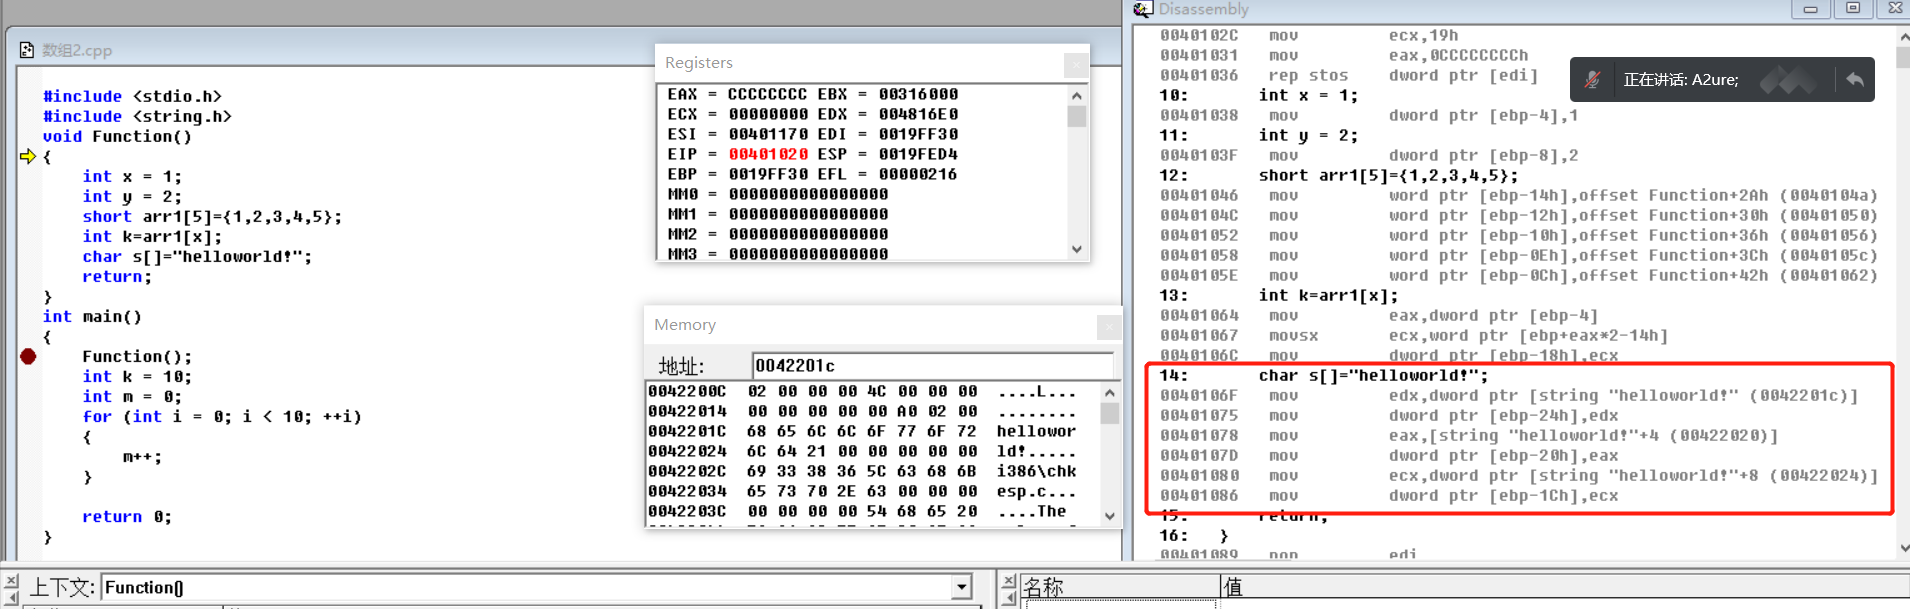 数组2.cpp
#include <stdio.h>
#include <string.h>
void Function()
{
int x = 1;
int y = 2;
short arr1[5]={1,2,3,4,5};
int k=arr1[x];
char s[]="helloworld!";
return;
}
int main()
{
Function();
int k = 10;
int m = 0;
for (int i = 0; i < 10; ++i)
{
m++;
}
return 0;
}
Registers
EAX = CCCCCCCC EBX = 00316000
ECX = 00000000 EDX = 004816E0
ESI = 00401170 EDI = 0019FF30
EIP = 00401020 ESP = 0019FED4
EBP = 0019FF30 EFL = 00000216
MM0 = 0000000000000000
MM1 = 0000000000000000
MM2 = 0000000000000000
MM3 = 0000000000000000
Memory
地址: 0042201c
0042200C 02 00 00 00 4C 00 00 00 ....L...
00422014 00 00 00 00 00 A0 02 00 ........
0042201C 68 65 6C 6C 6F 77 6F 72 hellowor
00422024 6C 64 21 00 00 00 00 00 ld!.....
0042202C 69 33 38 36 5C 63 68 6B i386\chk
00422034 65 73 70 2E 63 00 00 00 esp.c...
0042203C 00 00 00 00 54 68 65 20 ....The
Disassembly
0040102C mov ecx,19h
00401031 mov eax,0CCCCCCCCh
00401036 rep stos dword ptr [edi]
正在讲话: A2ure;
10: int x = 1;
00401038 mov dword ptr [ebp-4],1
11: int y = 2;
0040103F mov dword ptr [ebp-8],2
12: short arr1[5]={1,2,3,4,5};
00401046 mov word ptr [ebp-14h],offset Function+2Ah (0040104a)
0040104C mov word ptr [ebp-12h],offset Function+30h (00401050)
00401052 mov word ptr [ebp-10h],offset Function+36h (00401056)
00401058 mov word ptr [ebp-0Eh],offset Function+3Ch (0040105c)
0040105E mov word ptr [ebp-0Ch],offset Function+42h (00401062)
13: int k=arr1[x];
00401064 mov eax,dword ptr [ebp-4]
00401067 movsx ecx,word ptr [ebp+eax*2-14h]
0040106C mov dword ptr [ebp-18h],ecx
14: char s[]="helloworld!";
0040106F mov edx,dword ptr [string "helloworld!" (0042201c)]
00401075 mov dword ptr [ebp-24h],edx
00401078 mov eax,[string "helloworld!"+4 (00422020)]
0040107D mov dword ptr [ebp-20h],eax
00401080 mov ecx,dword ptr [string "helloworld!"+8 (00422024)]
00401086 mov dword ptr [ebp-1Ch],ecx
15: return;
16: }
00401089 pop edi
上下文: Function()
名称 值